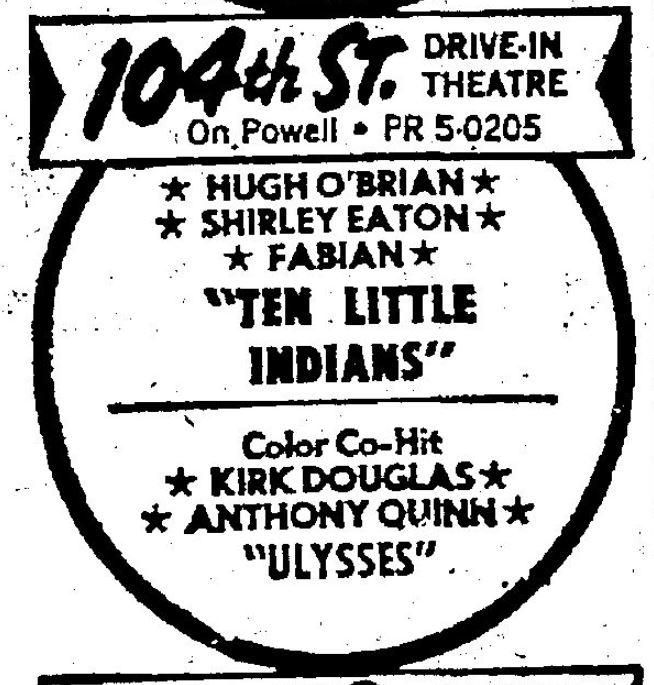 104th ST. DRIVE-IN THEATRE
On Powell • PR 5-0205
★ HUGH O'BRIAN ★
★ SHIRLEY EATON ★
★ FABIAN ★
"TEN LITTLE
INDIANS"
Color Co-Hit
★ KIRK DOUGLAS ★
★ ANTHONY QUINN ★
"ULYSSES"